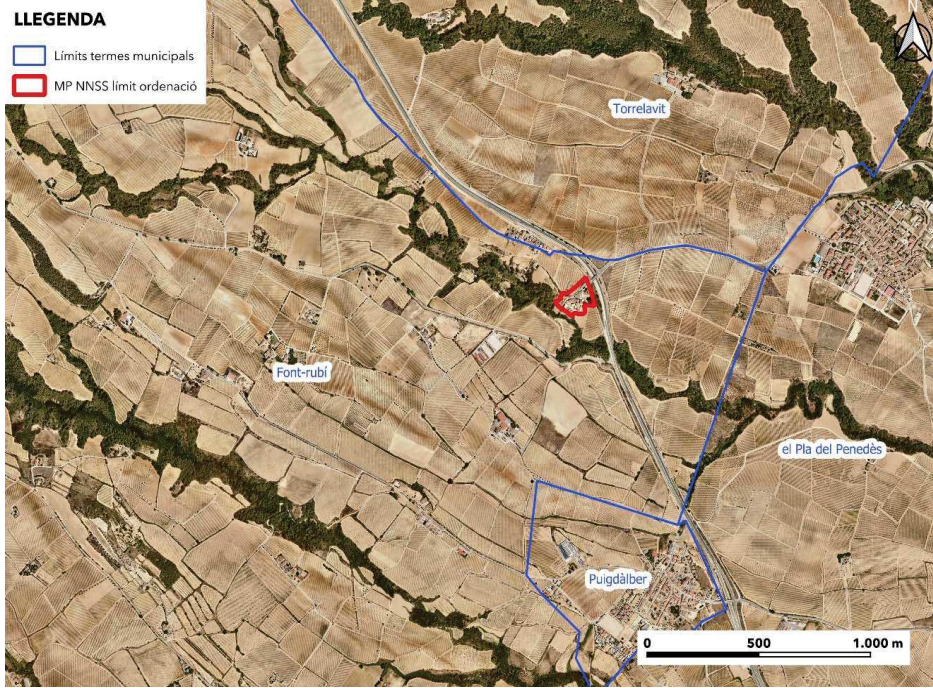 LLEGENDA
Límits termes municipals
MP NNSS límit ordenació
N
Torrelavit
Font-rubí
el Pla del Penedès
Puigdàlber
0 500 1.000 m